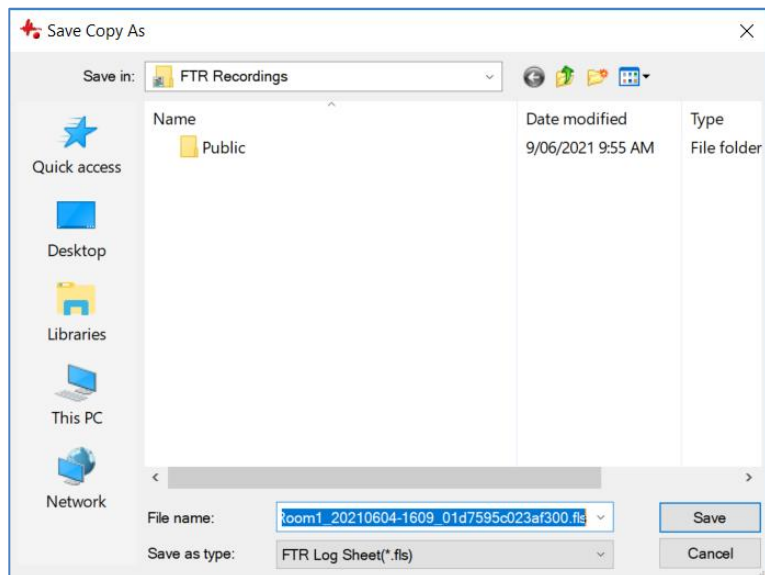 Save Copy As
Save in: FTR Recordings
Name Date modified Type
Public 9/06/2021 9:55 AM File folder
Quick access
Desktop
Libraries
This PC
Network
File name: Room1_20210604-1609_01d7595c023af300.fls Save
Save as type: FTR Log Sheet(*.fls) Cancel